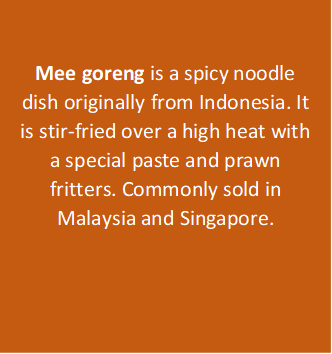 Mee goreng is a spicy noodle
dish originally from Indonesia. It
is stir-fried over a high heat with
a special paste and prawn
fritters. Commonly sold in
Malaysia and Singapore.